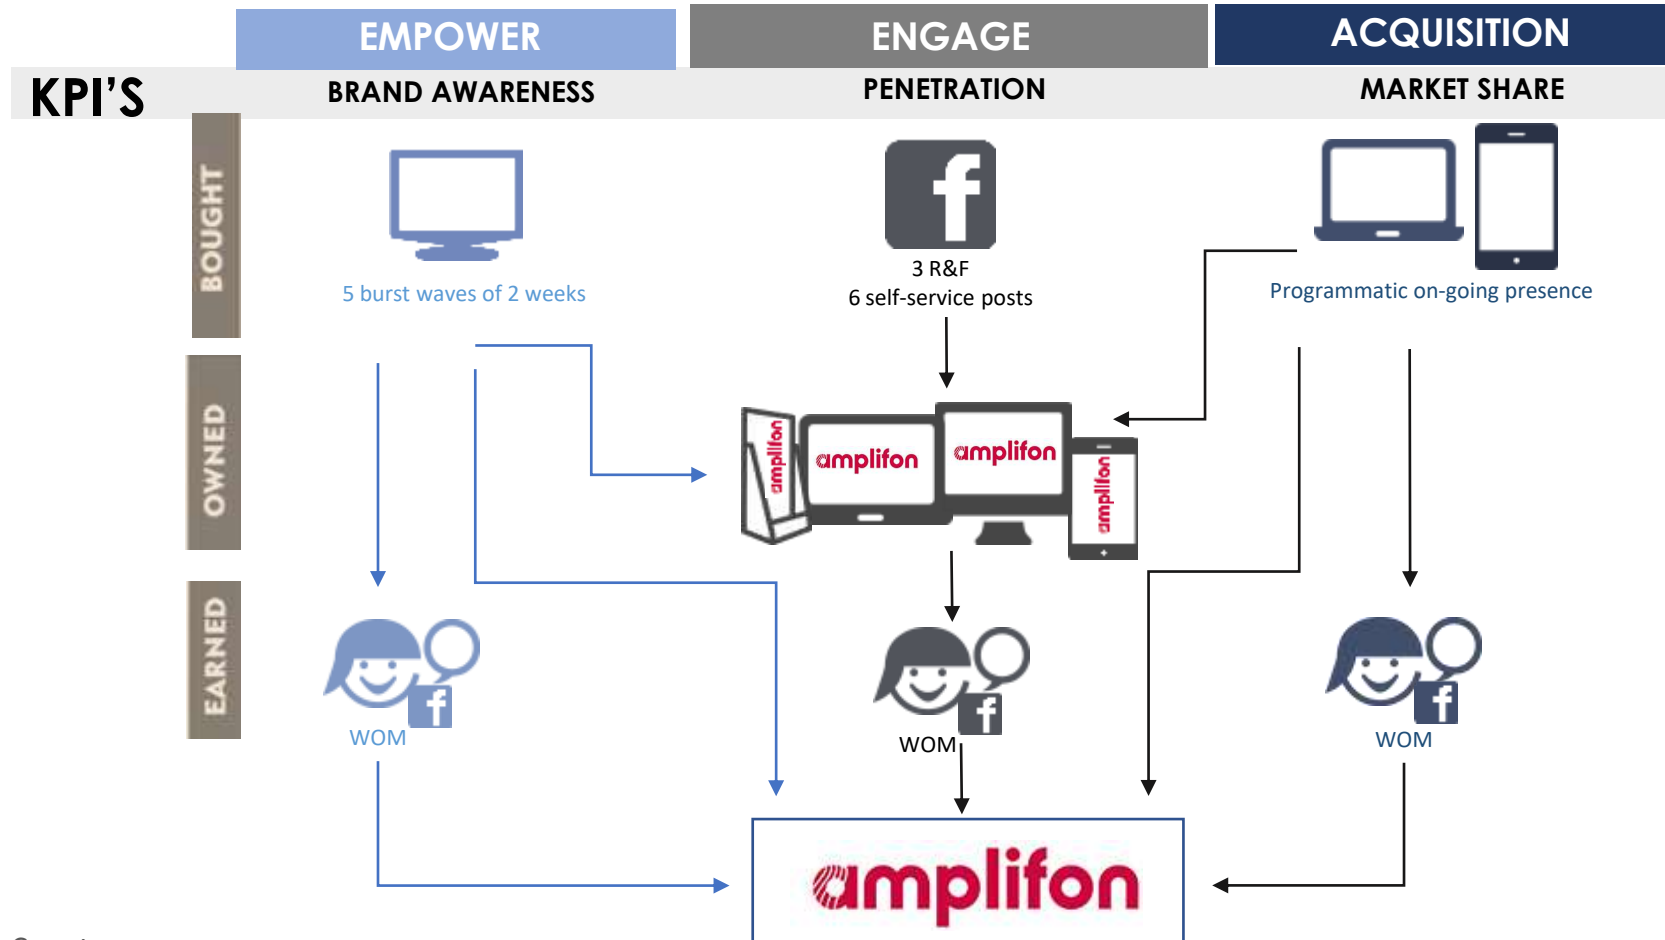 EMPOWER
ENGAGE
ACQUISITION
KPI'S
BRAND AWARENESS
PENETRATION
MARKET SHARE
BOUGHT
f
5 burst waves of 2 weeks
3 R&F
6 self-service posts
Programmatic on-going presence
OWNED
amplifon
amplifon
amplifon
amplifon
EARNED
f
WOM
f
WOM
f
WOM
amplifon